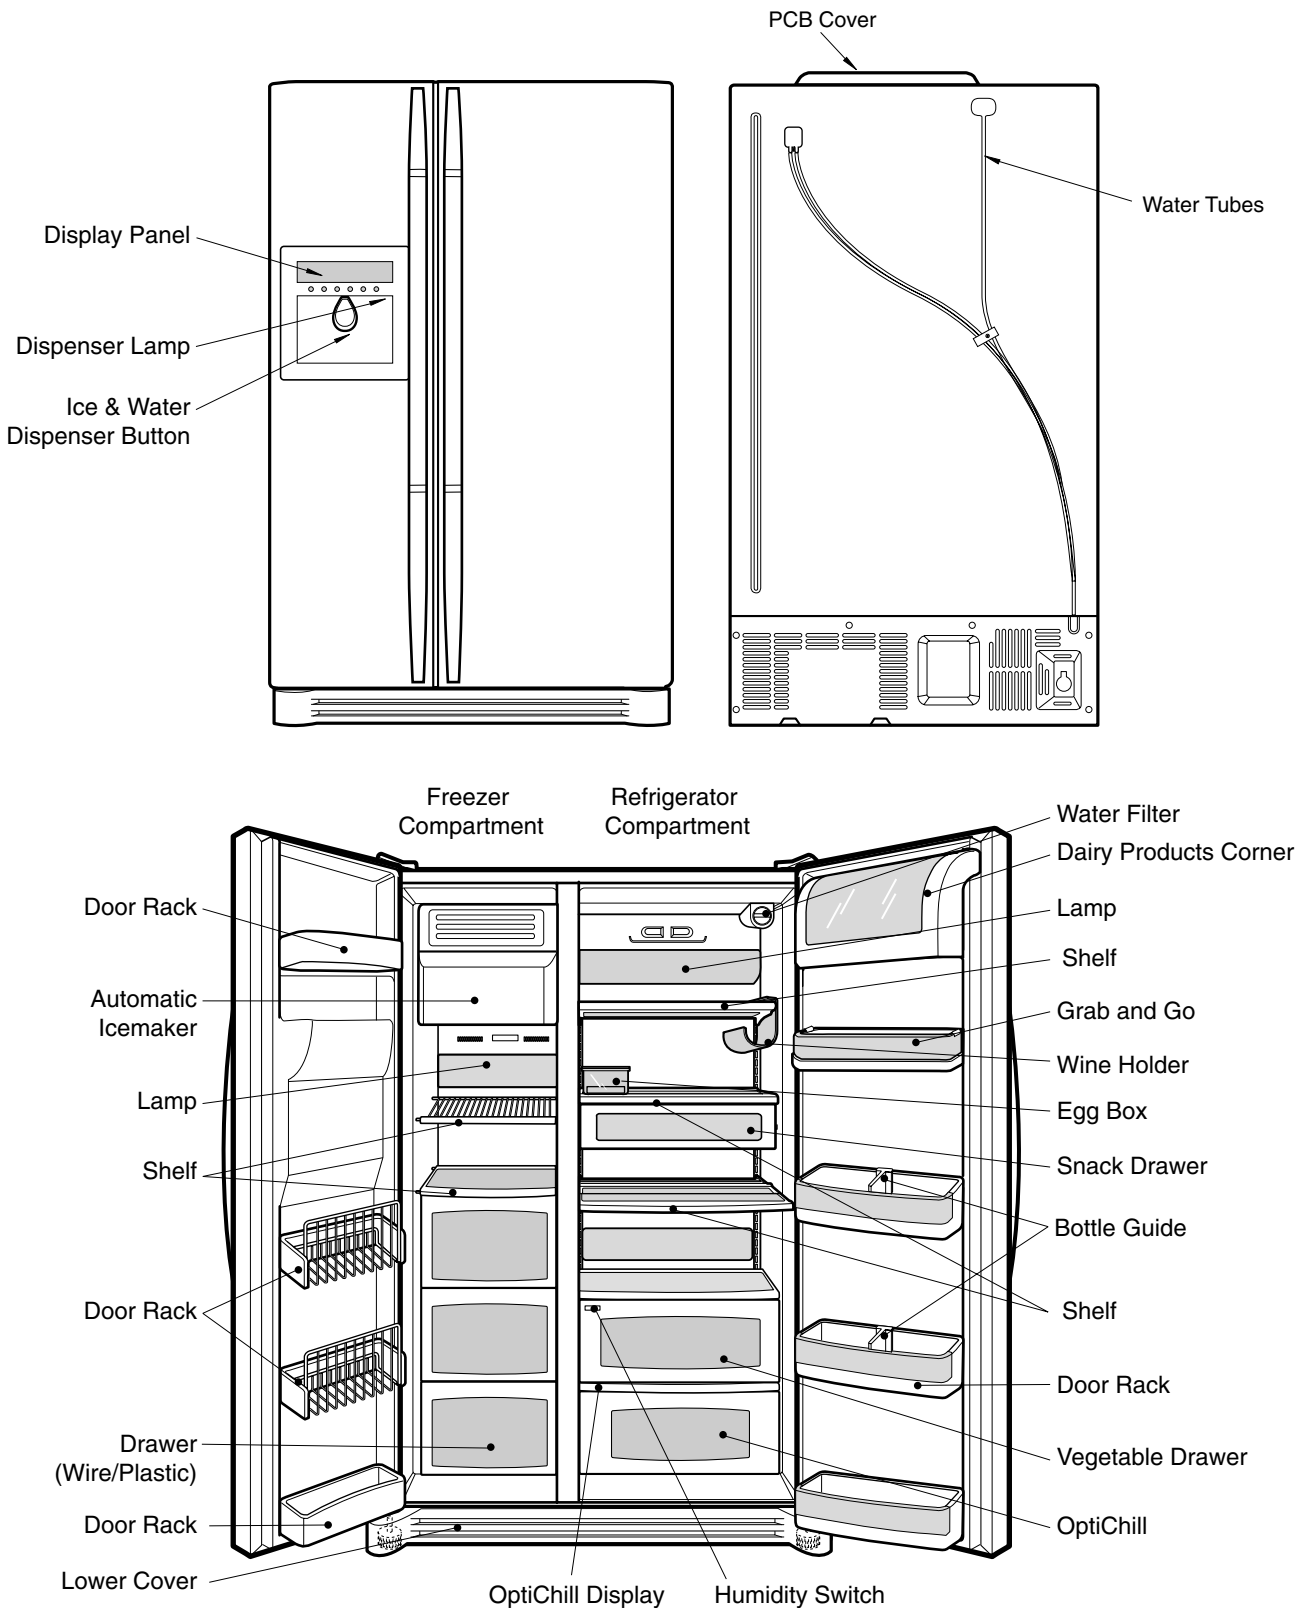 PCB Cover
Water Tubes
Display Panel
Dispenser Lamp
Ice & Water
Dispenser Button
Freezer
Compartment
Refrigerator
Compartment
Door Rack
Automatic
Icemaker
Lamp
Shelf
Door Rack
Drawer
(Wire/Plastic)
Door Rack
Lower Cover
OptiChill Display
Humidity Switch
Water Filter
Dairy Products Corner
Lamp
Shelf
Grab and Go
Wine Holder
Egg Box
Snack Drawer
Bottle Guide
Shelf
Door Rack
Vegetable Drawer
OptiChill